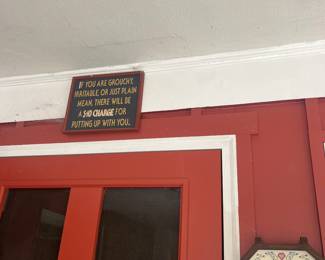 IF YOU ARE GROUCHY,
IRRITABLE, OR JUST PLAIN
MEAN, THERE WILL BE
A $10 CHARGE FOR
PUTTING UP WITH YOU.